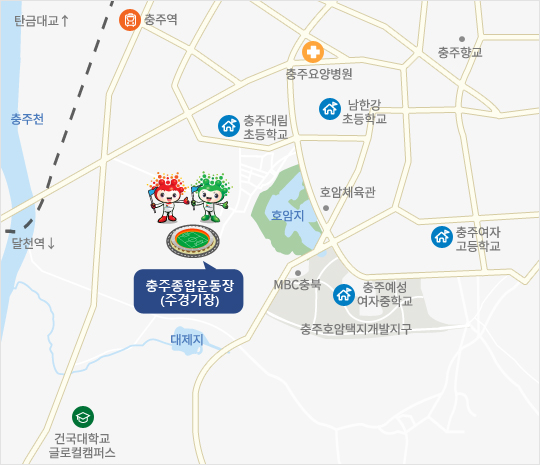 탄금대교↑
충주역
충주향교
충주요양병원
남한강
초등학교
충주천
충주대림
초등학교
호암체육관
호암지
충주여자
고등학교
달천역↓
MBC충북
충주종합운동장
(주경기장)
충주예성
여자중학교
충주호암택지개발지구
대제지
건국대학교
글로컬캠퍼스